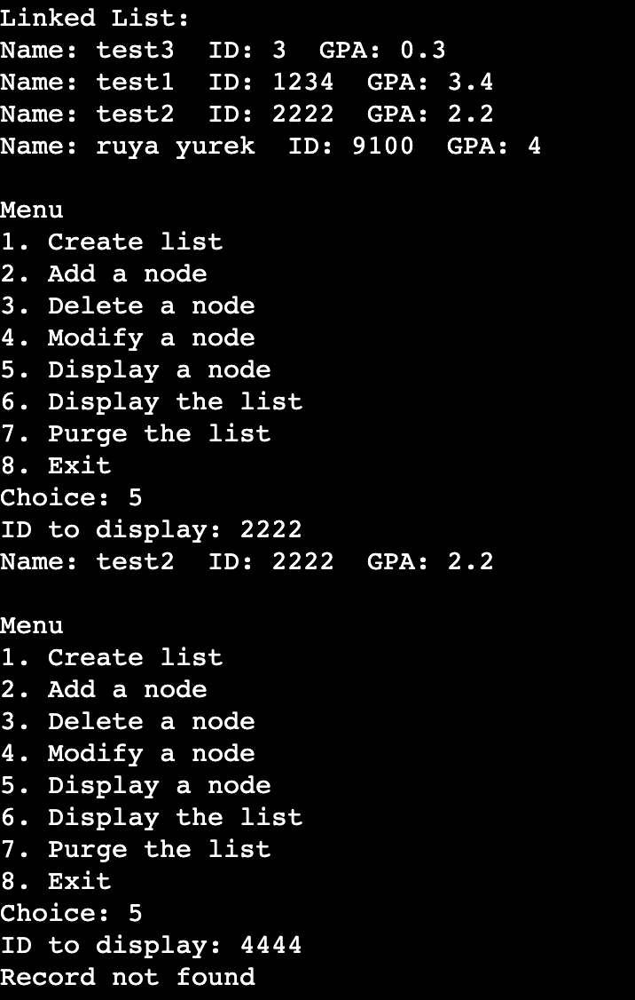 Linked List:
Name: test3  ID: 3  GPA: 0.3
Name: test1  ID: 1234  GPA: 3.4
Name: test2  ID: 2222  GPA: 2.2
Name: ruya yurek  ID: 9100  GPA: 4

Menu
1. Create list
2. Add a node
3. Delete a node
4. Modify a node
5. Display a node
6. Display the list
7. Purge the list
8. Exit
Choice: 5
ID to display: 2222
Name: test2  ID: 2222  GPA: 2.2

Menu
1. Create list
2. Add a node
3. Delete a node
4. Modify a node
5. Display a node
6. Display the list
7. Purge the list
8. Exit
Choice: 5
ID to display: 4444
Record not found